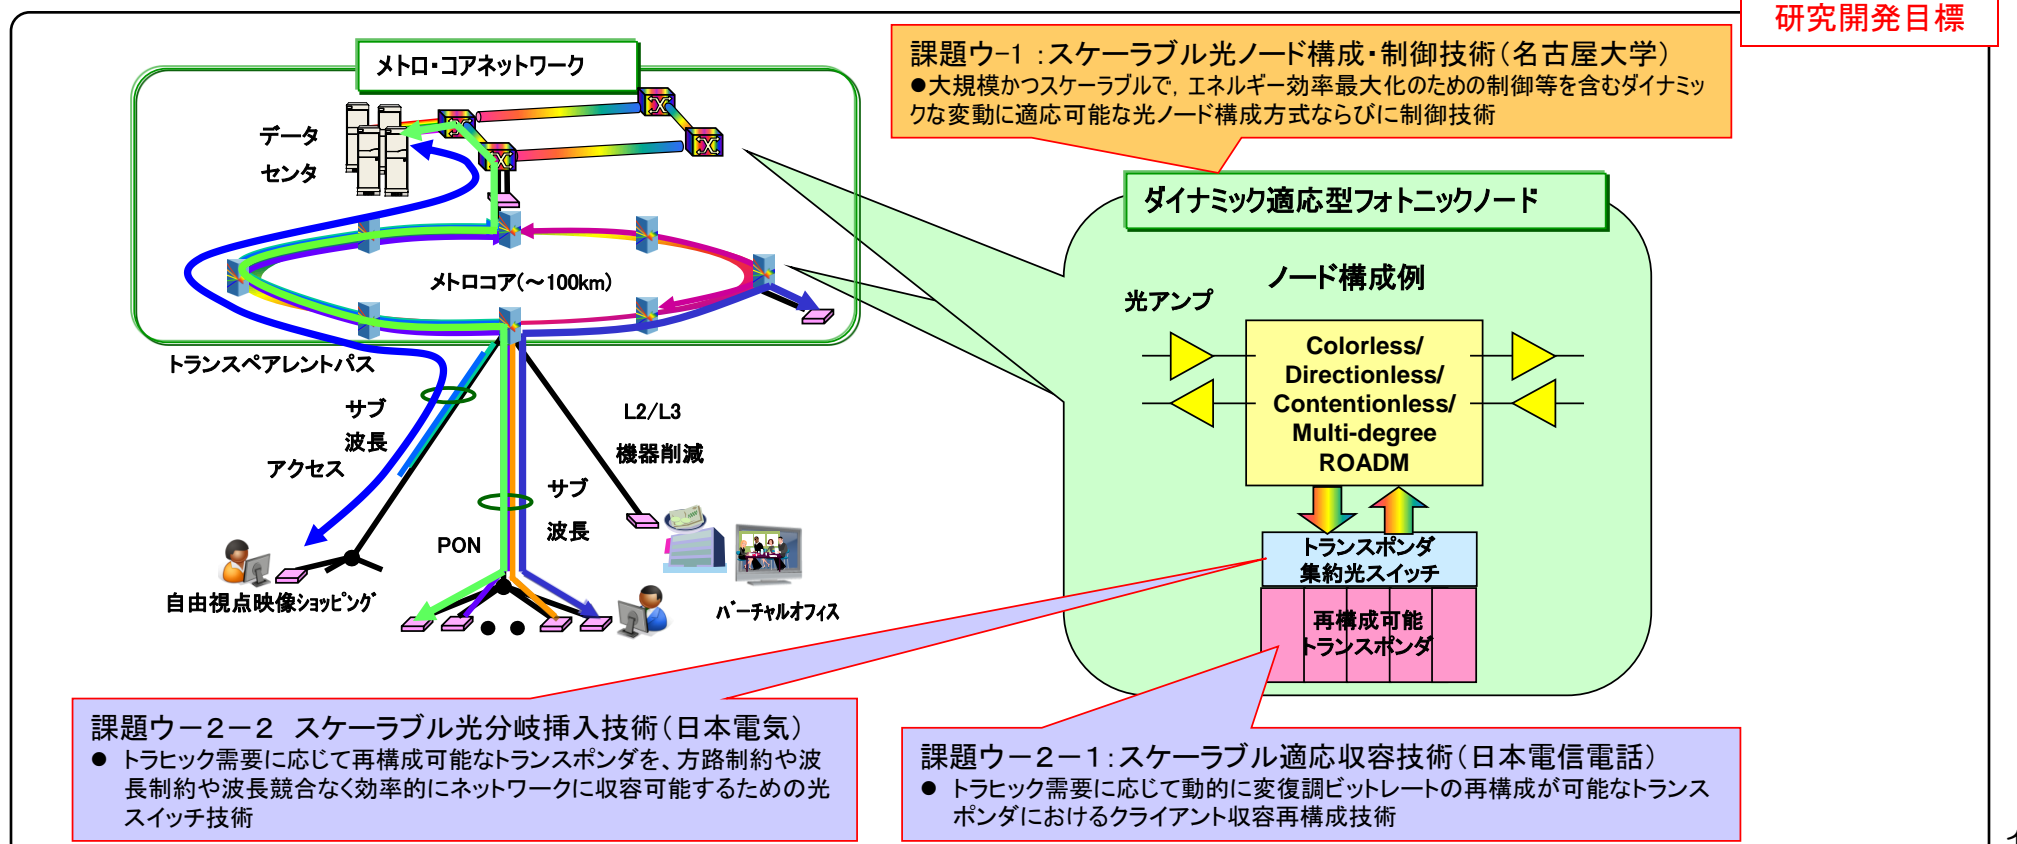 研究開発目標
メトロ・コアネットワーク
データ
センタ
メトロコア(～100km)
トランスペアレントパス
サブ
波長
アクセス
L2/L3
機器削減
サブ
波長
PON
自由視点映像ｼｮｯﾋﾟﾝｸﾞ
ﾊﾞｰﾁｬﾙオフィス
課題ウ-1：スケーラブル光ノード構成・制御技術(名古屋大学)
●大規模かつスケーラブルで，エネルギー効率最大化のための制御等を含むダイナミッ
クな変動に適応可能な光ノード構成方式ならびに制御技術
ダイナミック適応型フォトニックノード
ノード構成例
光アンプ
Colorless/
Directionless/
Contentionless/
Multi-degree
ROADM
トランスポンダ
集約光スイッチ
再構成可能
トランスポンダ
課題ウ－２－２　スケーラブル光分岐挿入技術(日本電気)
● トラヒック需要に応じて再構成可能なトランスポンダを、方路制約や波
長制約や波長競合なく効率的にネットワークに収容可能するための光
スイッチ技術
課題ウ－２－１：スケーラブル適応収容技術(日本電信電話)
● トラヒック需要に応じて動的に変復調ビットレートの再構成が可能なトランス
ポンダにおけるクライアント収容再構成技術